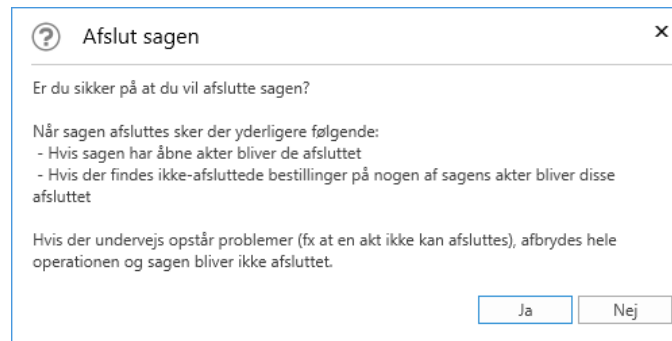 Afslut sagen
Er du sikker på at du vil afslutte sagen?
Når sagen afsluttes sker der yderligere følgende:
- Hvis sagen har åbne akter bliver de afsluttet
- Hvis der findes ikke-afsluttede bestillinger på nogen af sagens akter bliver disse
afsluttet
Hvis der undervejs opstår problemer (fx at en akt ikke kan afsluttes), afbrydes hele
operationen og sagen bliver ikke afsluttet.
Ja
Nej